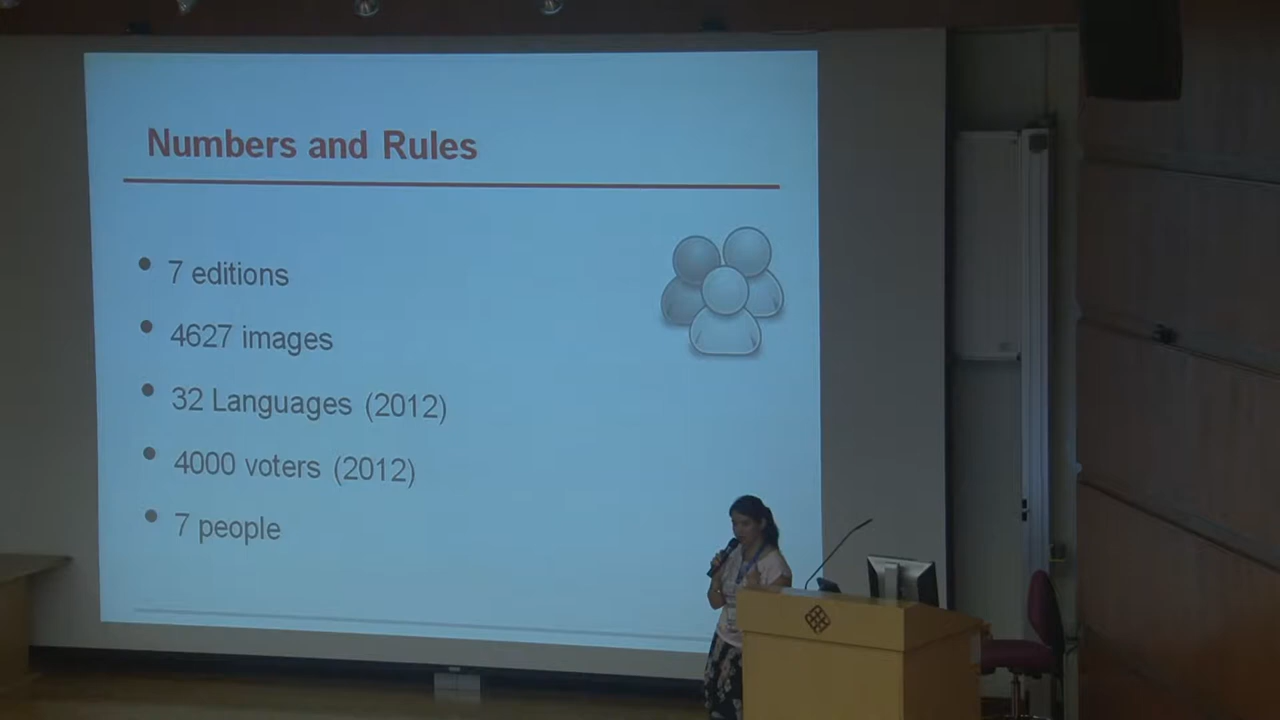 Numbers and Rules
7 editions
4627 images
32 Languages (2012)
4000 voters (2012)
7 people